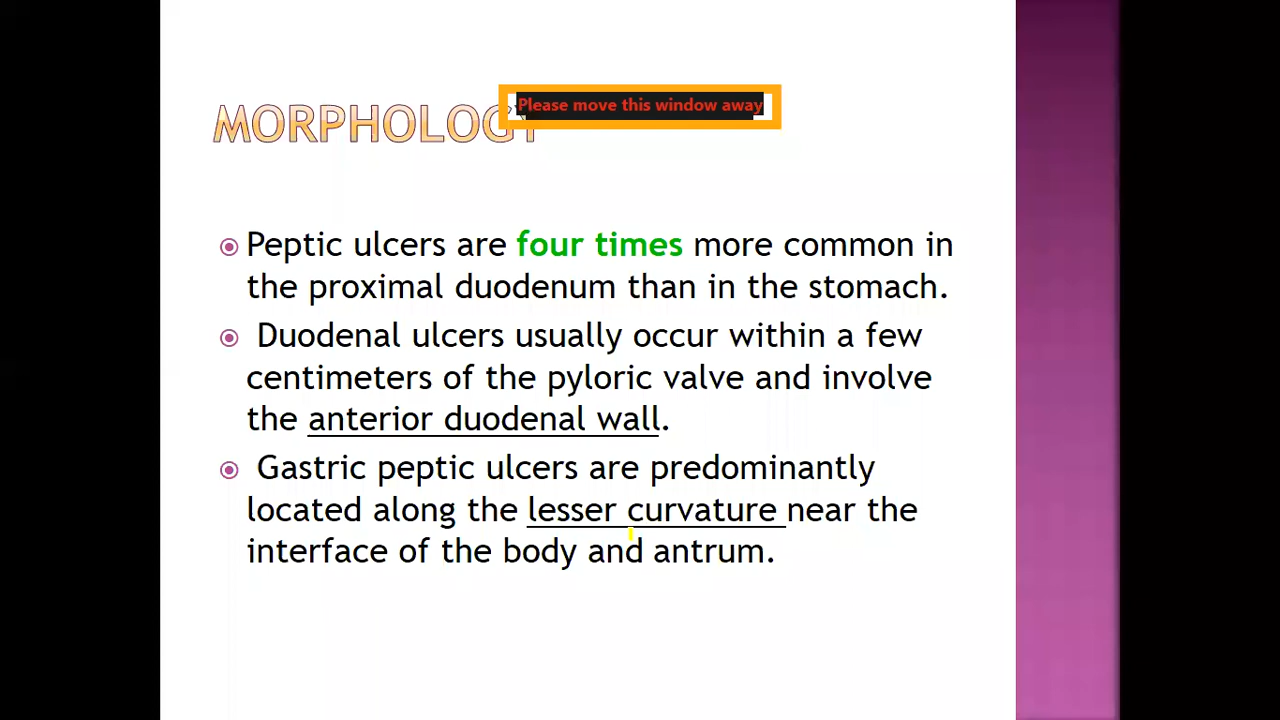 Please move this window away
MORPHOLOGY
Peptic ulcers are four times more common in
the proximal duodenum than in the stomach.
Duodenal ulcers usually occur within a few
centimeters of the pyloric valve and involve
the anterior duodenal wall.
Gastric peptic ulcers are predominantly
located along the lesser curvature near the
interface of the body and antrum.